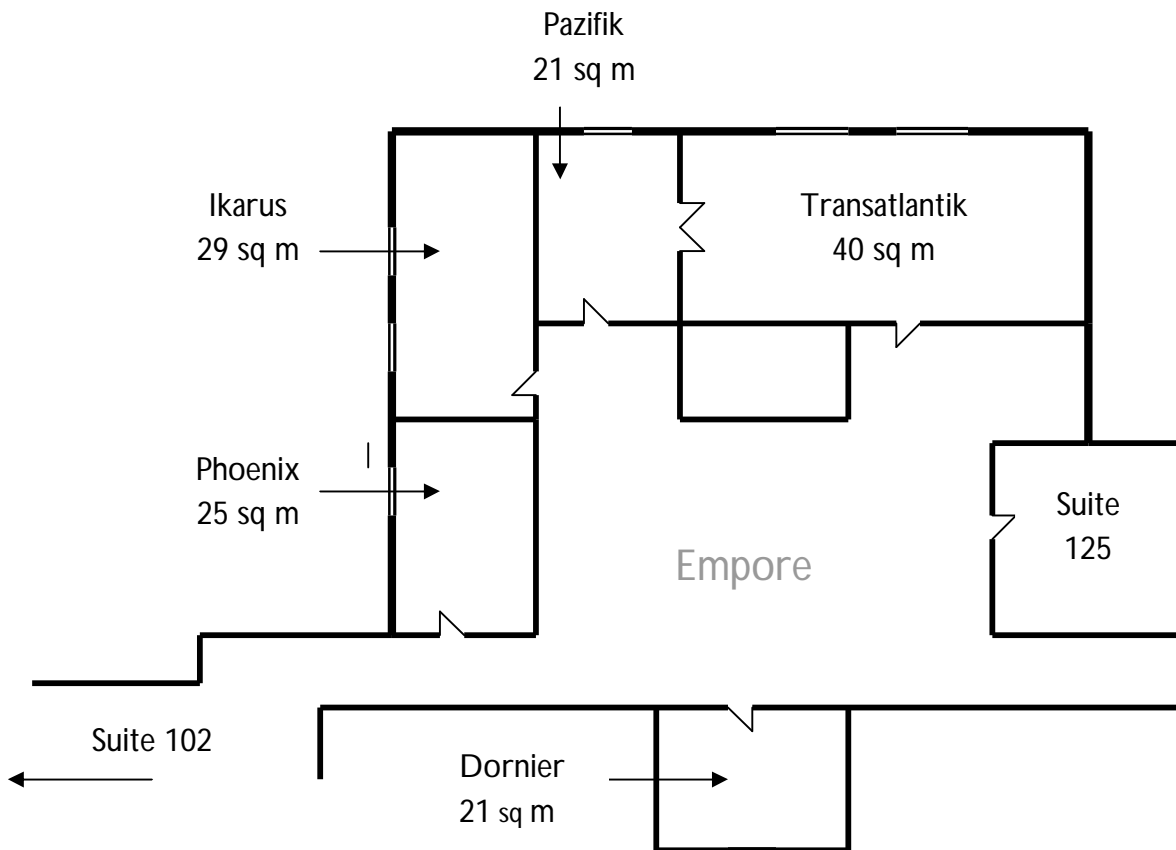 Pazifik
21 sq m
Ikarus
29 sq m
Transatlantik
40 sq m
Phoenix
25 sq m
Suite
125
Empore
Suite 102
Dornier
21 sq m